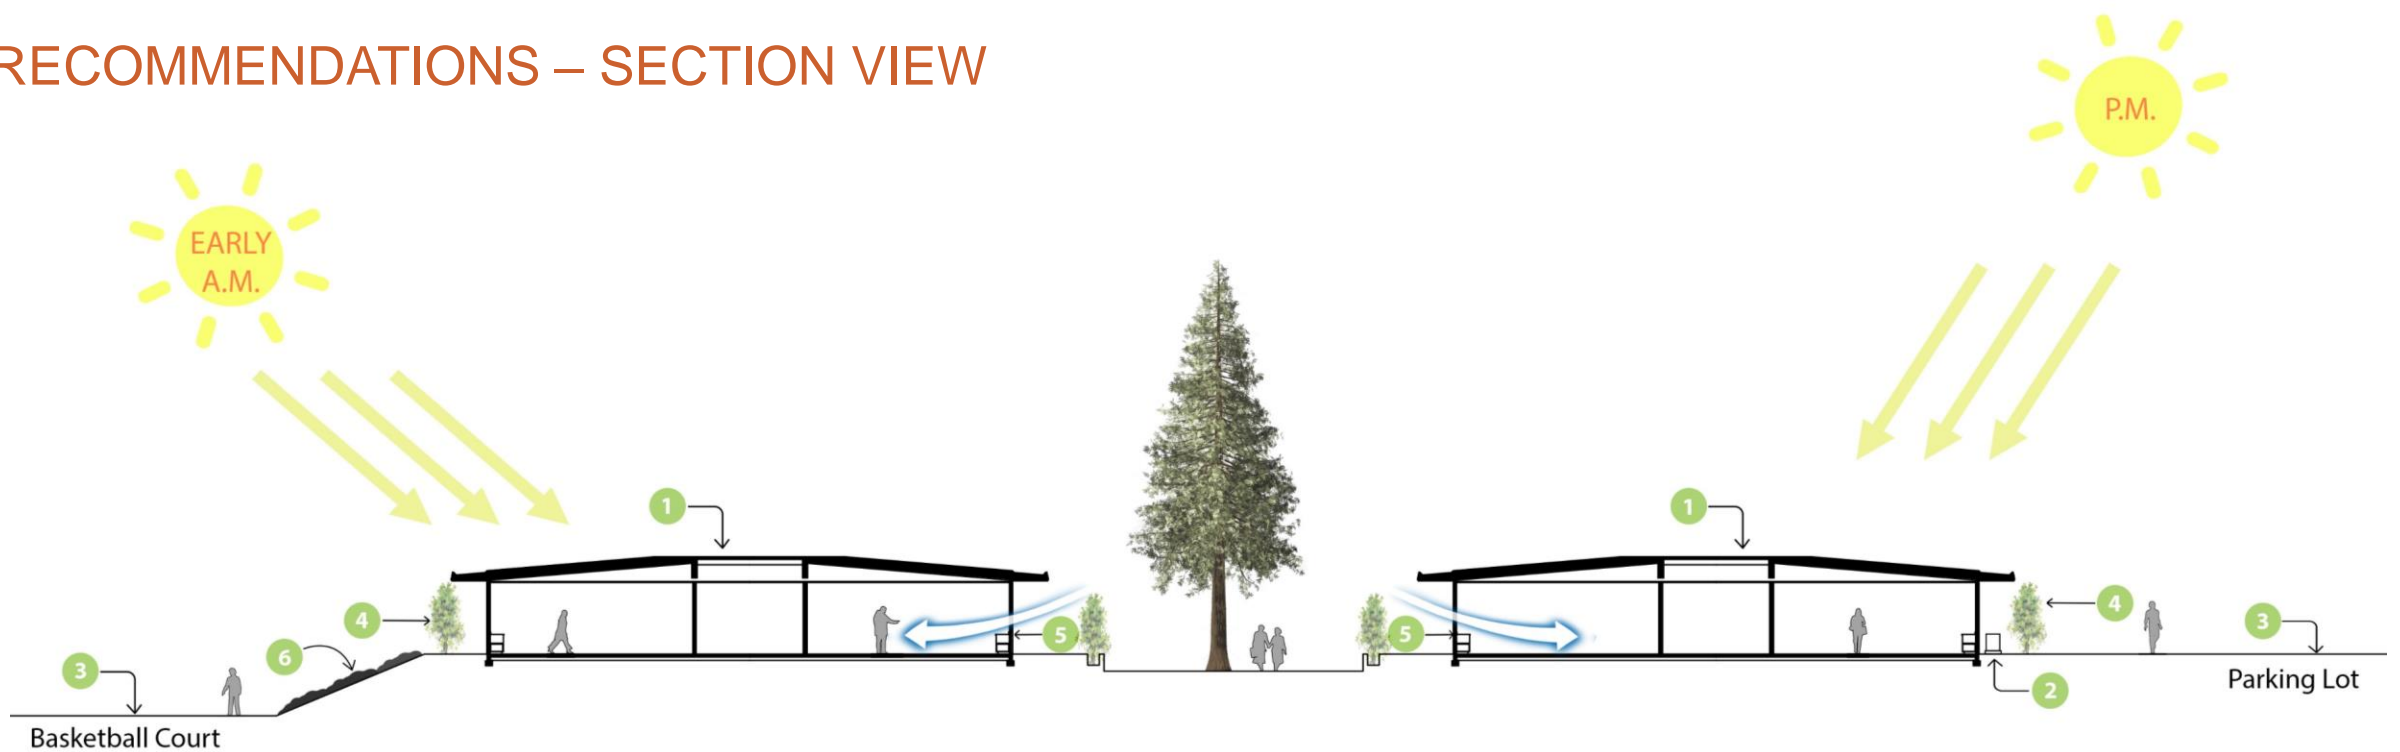 RECOMMENDATIONS – SECTION VIEW
P.M.
EARLY
A.M.
1
1
4
5
5
4
3
6
3
2
Parking Lot
Basketball Court